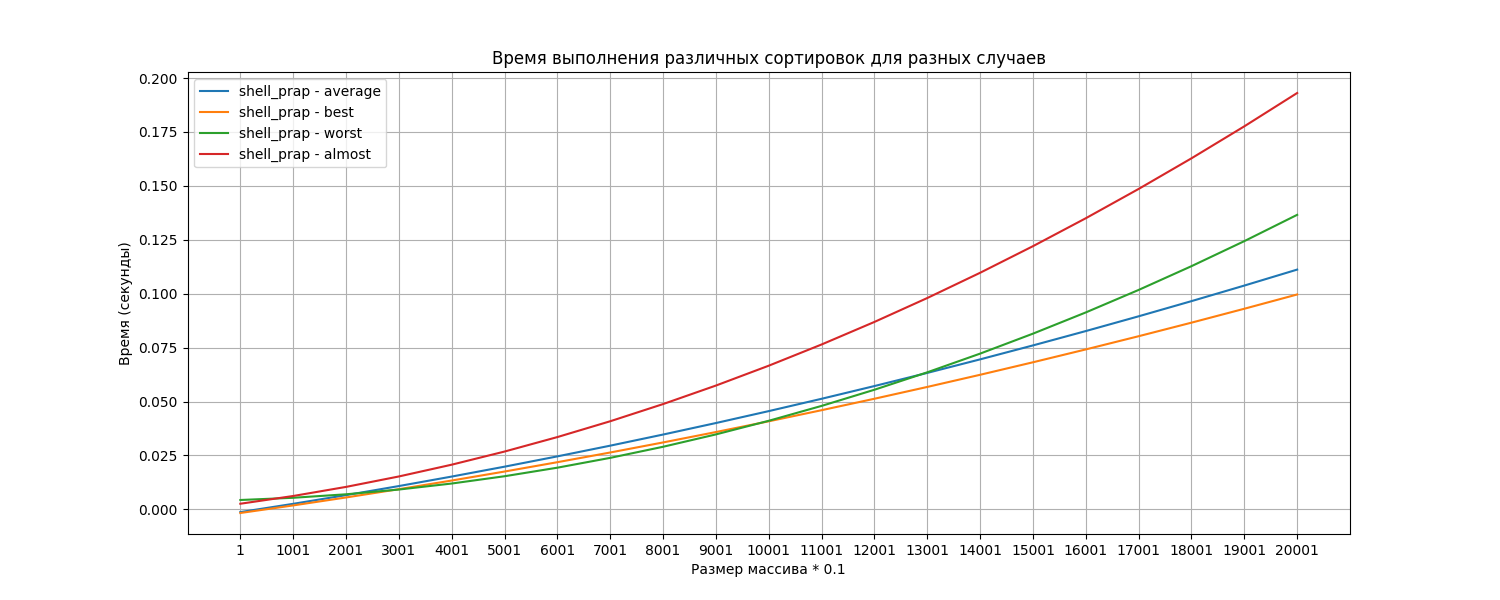 Время выполнения различных сортировок для разных случаев
0.200
0.175
0.150
0.125
0.100
0.075
0.050
0.025
0.000
Время (секунды)
shell_prap - average
shell_prap - best
shell_prap - worst
shell_prap - almost
1 1001 2001 3001 4001 5001 6001 7001 8001 9001 10001 11001 12001 13001 14001 15001 16001 17001 18001 19001 20001
Размер массива * 0.1